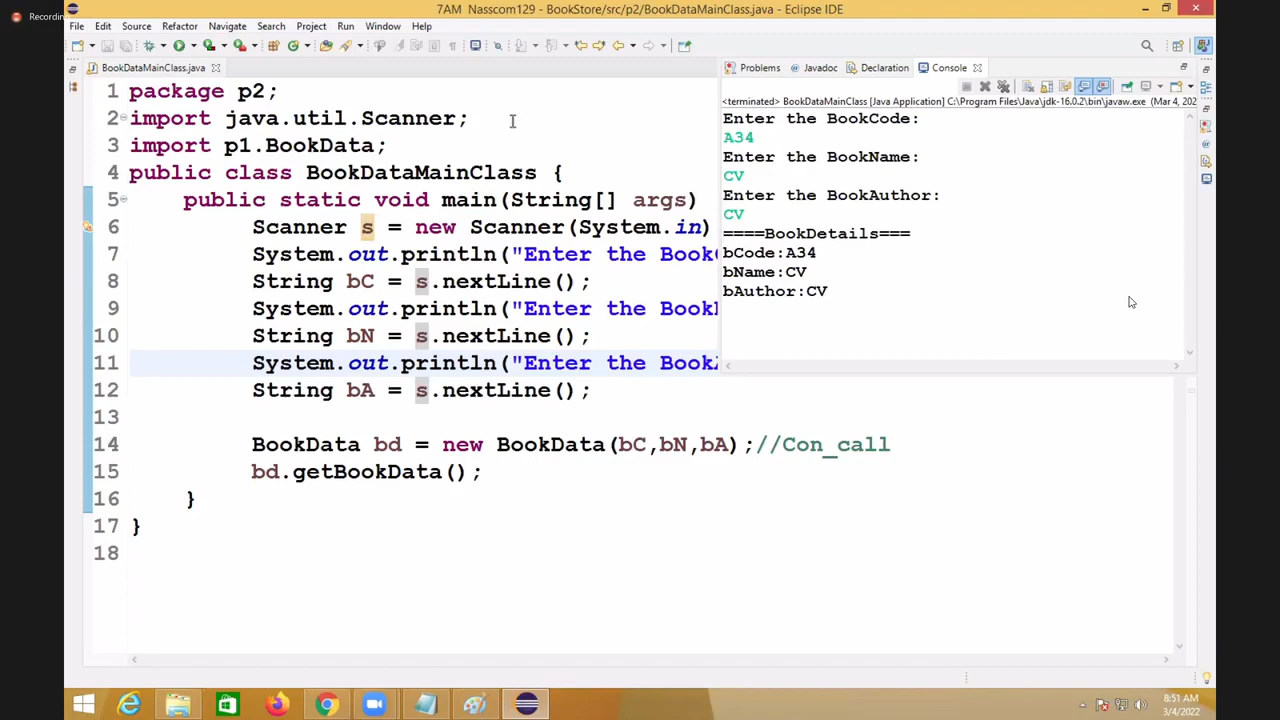 Recording
7AM Nasscom129 - BookStore/src/p2/BookDataMainClass.java - Eclipse IDE
File Edit Source Refactor Navigate Search Project Run Window Help
BookDataMainClass.java
1 package p2;
2 import java.util.Scanner;
3 import p1.BookData;
4 public class BookDataMainClass {
5 public static void main(String[] args)
6 Scanner s = new Scanner(System.in)
7 System.out.println("Enter the Book
8 String bC = s.nextLine();
9 System.out.println("Enter the Book
10 String bN = s.nextLine();
11 System.out.println("Enter the Book
12 String bA = s.nextLine();
13
14 BookData bd = new BookData(bC,bN,bA);//Con_call
15 bd.getBookData();
16 }
17 }
18
Problems Javadoc Declaration Console
<terminated> BookDataMainClass [Java Application] C:\Program Files\Java\jdk-16.0.2\bin\javaw.exe (Mar 4, 202
Enter the BookCode:
A34
Enter the BookName:
CV
Enter the BookAuthor:
CV
====BookDetails===
bCode:A34
bName:CV
bAuthor:CV
8:51 AM
3/4/2022